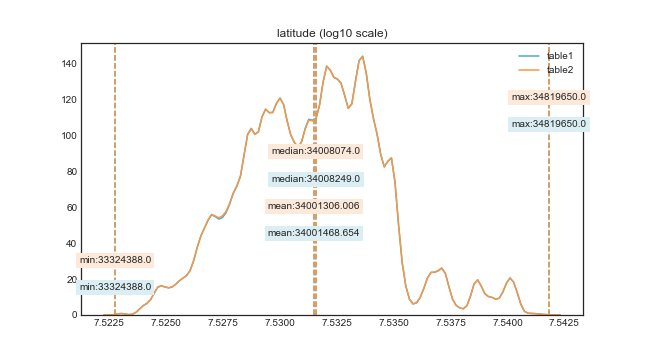 latitude (log10 scale)
table1
table2
max:34819650.0
max:34819650.0
median:34008074.0
median:34008249.0
mean:34001306.006
mean:34001468.654
min:33324388.0
min:33324388.0
140
120
100
80
60
40
20
0
7.5225 7.5250 7.5275 7.5300 7.5325 7.5350 7.5375 7.5400 7.5425